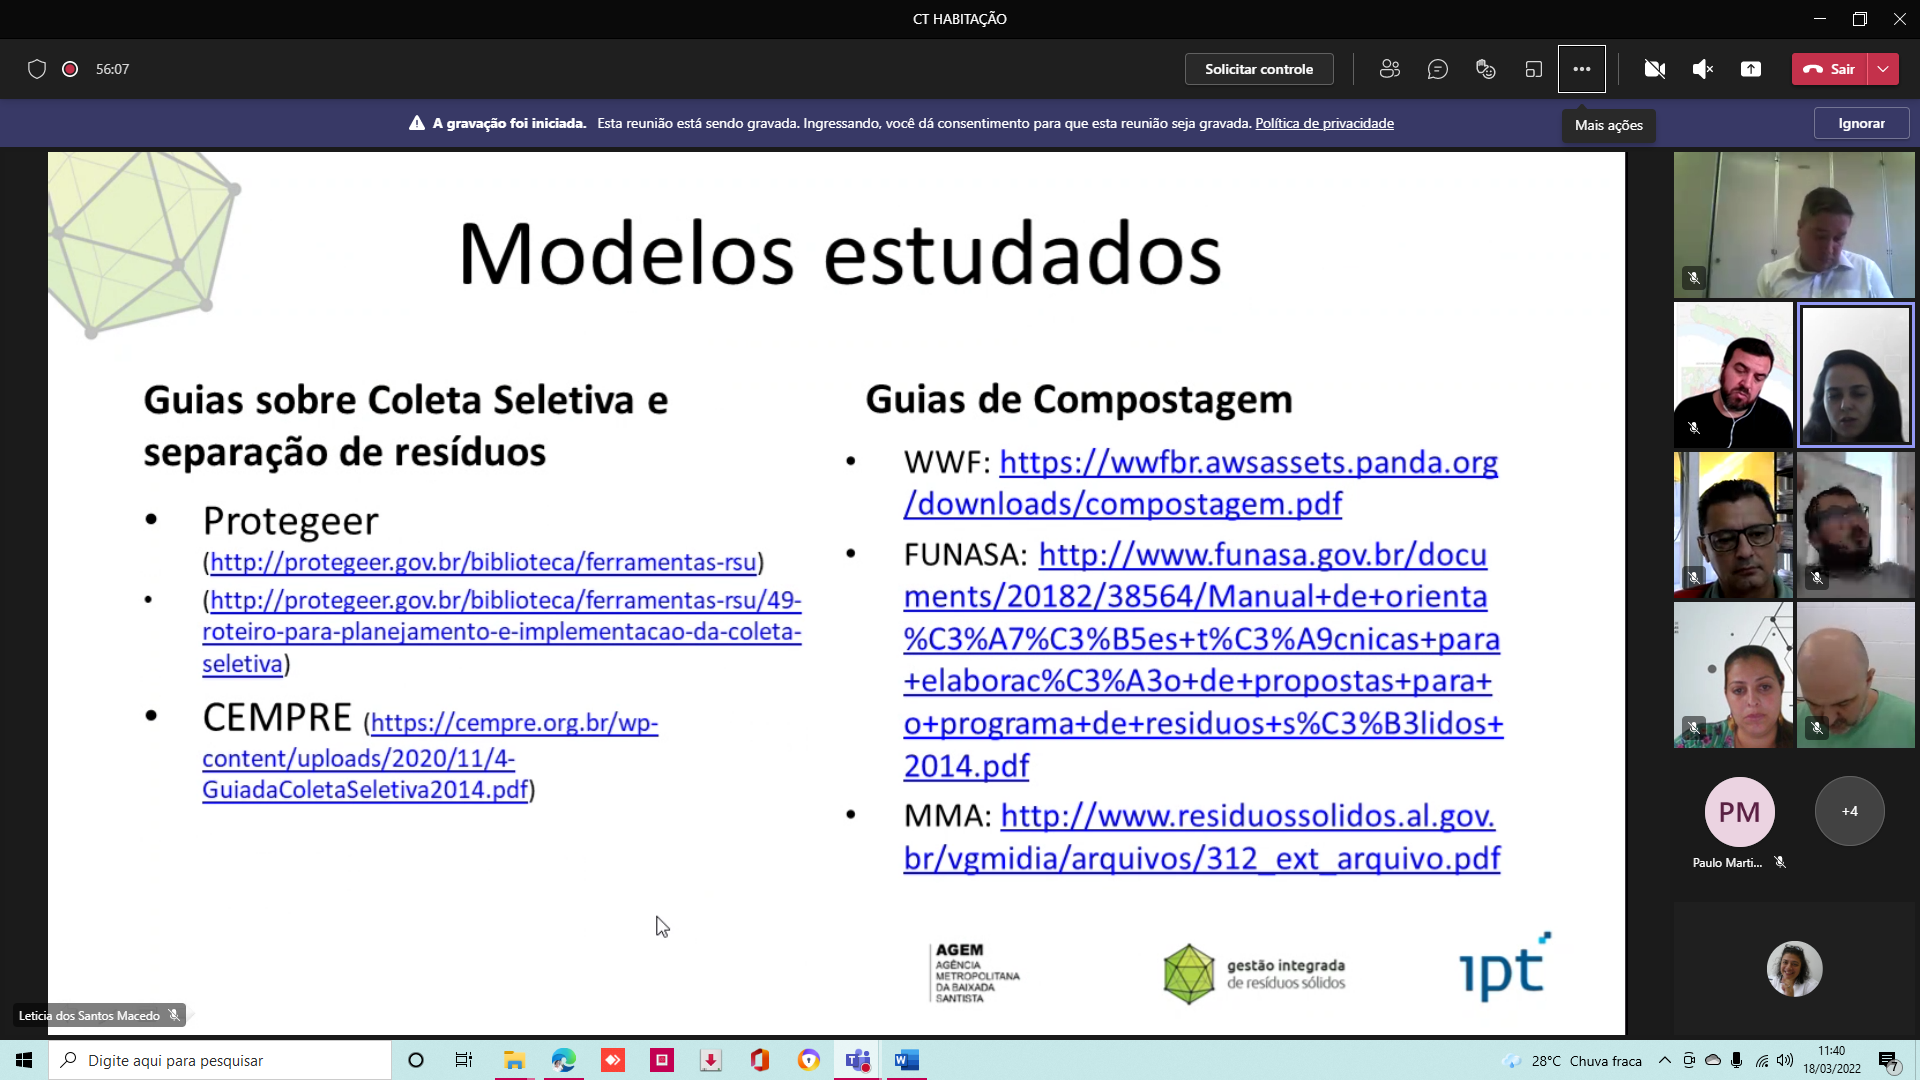 CT HABITAÇÃO
56:07
Solicitar controle
Sair
A gravação foi iniciada. Esta reunião está sendo gravada. Ingressando, você dá consentimento para que esta reunião seja gravada. Política de privacidade
Mais ações
Ignorar
Modelos estudados
Guias sobre Coleta Seletiva e
separação de resíduos
• Protegeer
(http://protegeer.gov.br/biblioteca/ferramentas-rsu)
• (http://protegeer.gov.br/biblioteca/ferramentas-rsu/49-
roteiro-para-planejamento-e-implementacao-da-coleta-
seletiva)
• CEMPRE (https://cempre.org.br/wp-
content/uploads/2020/11/4-
GuiadaColetaSeletiva2014.pdf)
Guias de Compostagem
• WWF: https://wwfbr.awsassets.panda.org
/downloads/compostagem.pdf
• FUNASA: http://www.funasa.gov.br/docu
ments/20182/38564/Manual+de+orienta
%C3%A7%C3%B5es+t%C3%A9cnicas+para
+elaborac%C3%A3o+de+propostas+para+
o+programa+de+residuos+s%C3%B3lidos+
2014.pdf
• MMA: http://www.residuossolidos.al.gov.
br/vgmidia/arquivos/312_ext_arquivo.pdf
AGEM
AGÊNCIA
METROPOLITANA
DA BAIXADA
SANTISTA
gestão integrada
de resíduos sólidos
ipt
PM
+4
Paulo Marti...
Leticia dos Santos Macedo
Digite aqui para pesquisar
28°C Chuva fraca
11:40
18/03/2022
7